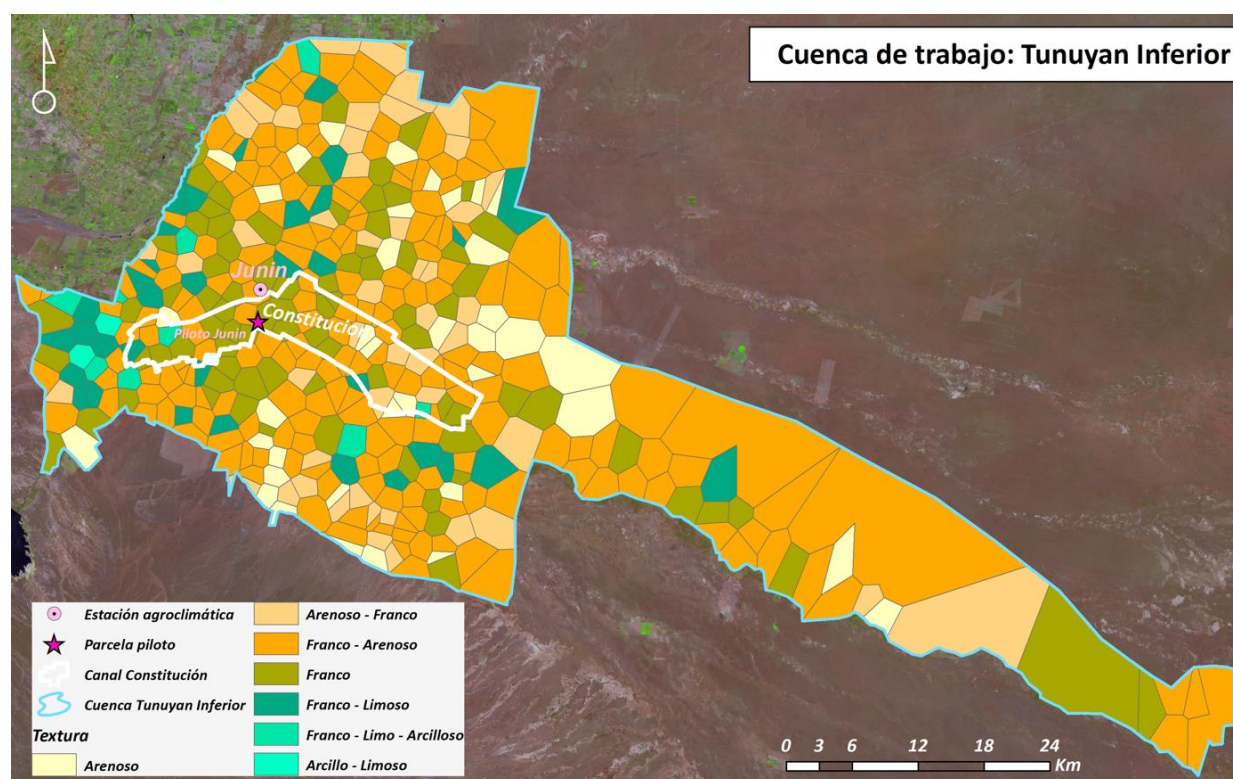 Cuenca de trabajo: Tunuyan Inferior
Junin
Constitución
Piloto Junin
Estación agroclimática
Parcela piloto
Canal Constitución
Cuenca Tunuyan Inferior
Textura
Arenoso
Arenoso - Franco
Franco - Arenoso
Franco
Franco - Limoso
Franco - Limo - Arcilloso
Arcillo - Limoso
0 3 6 12 18 24
Km